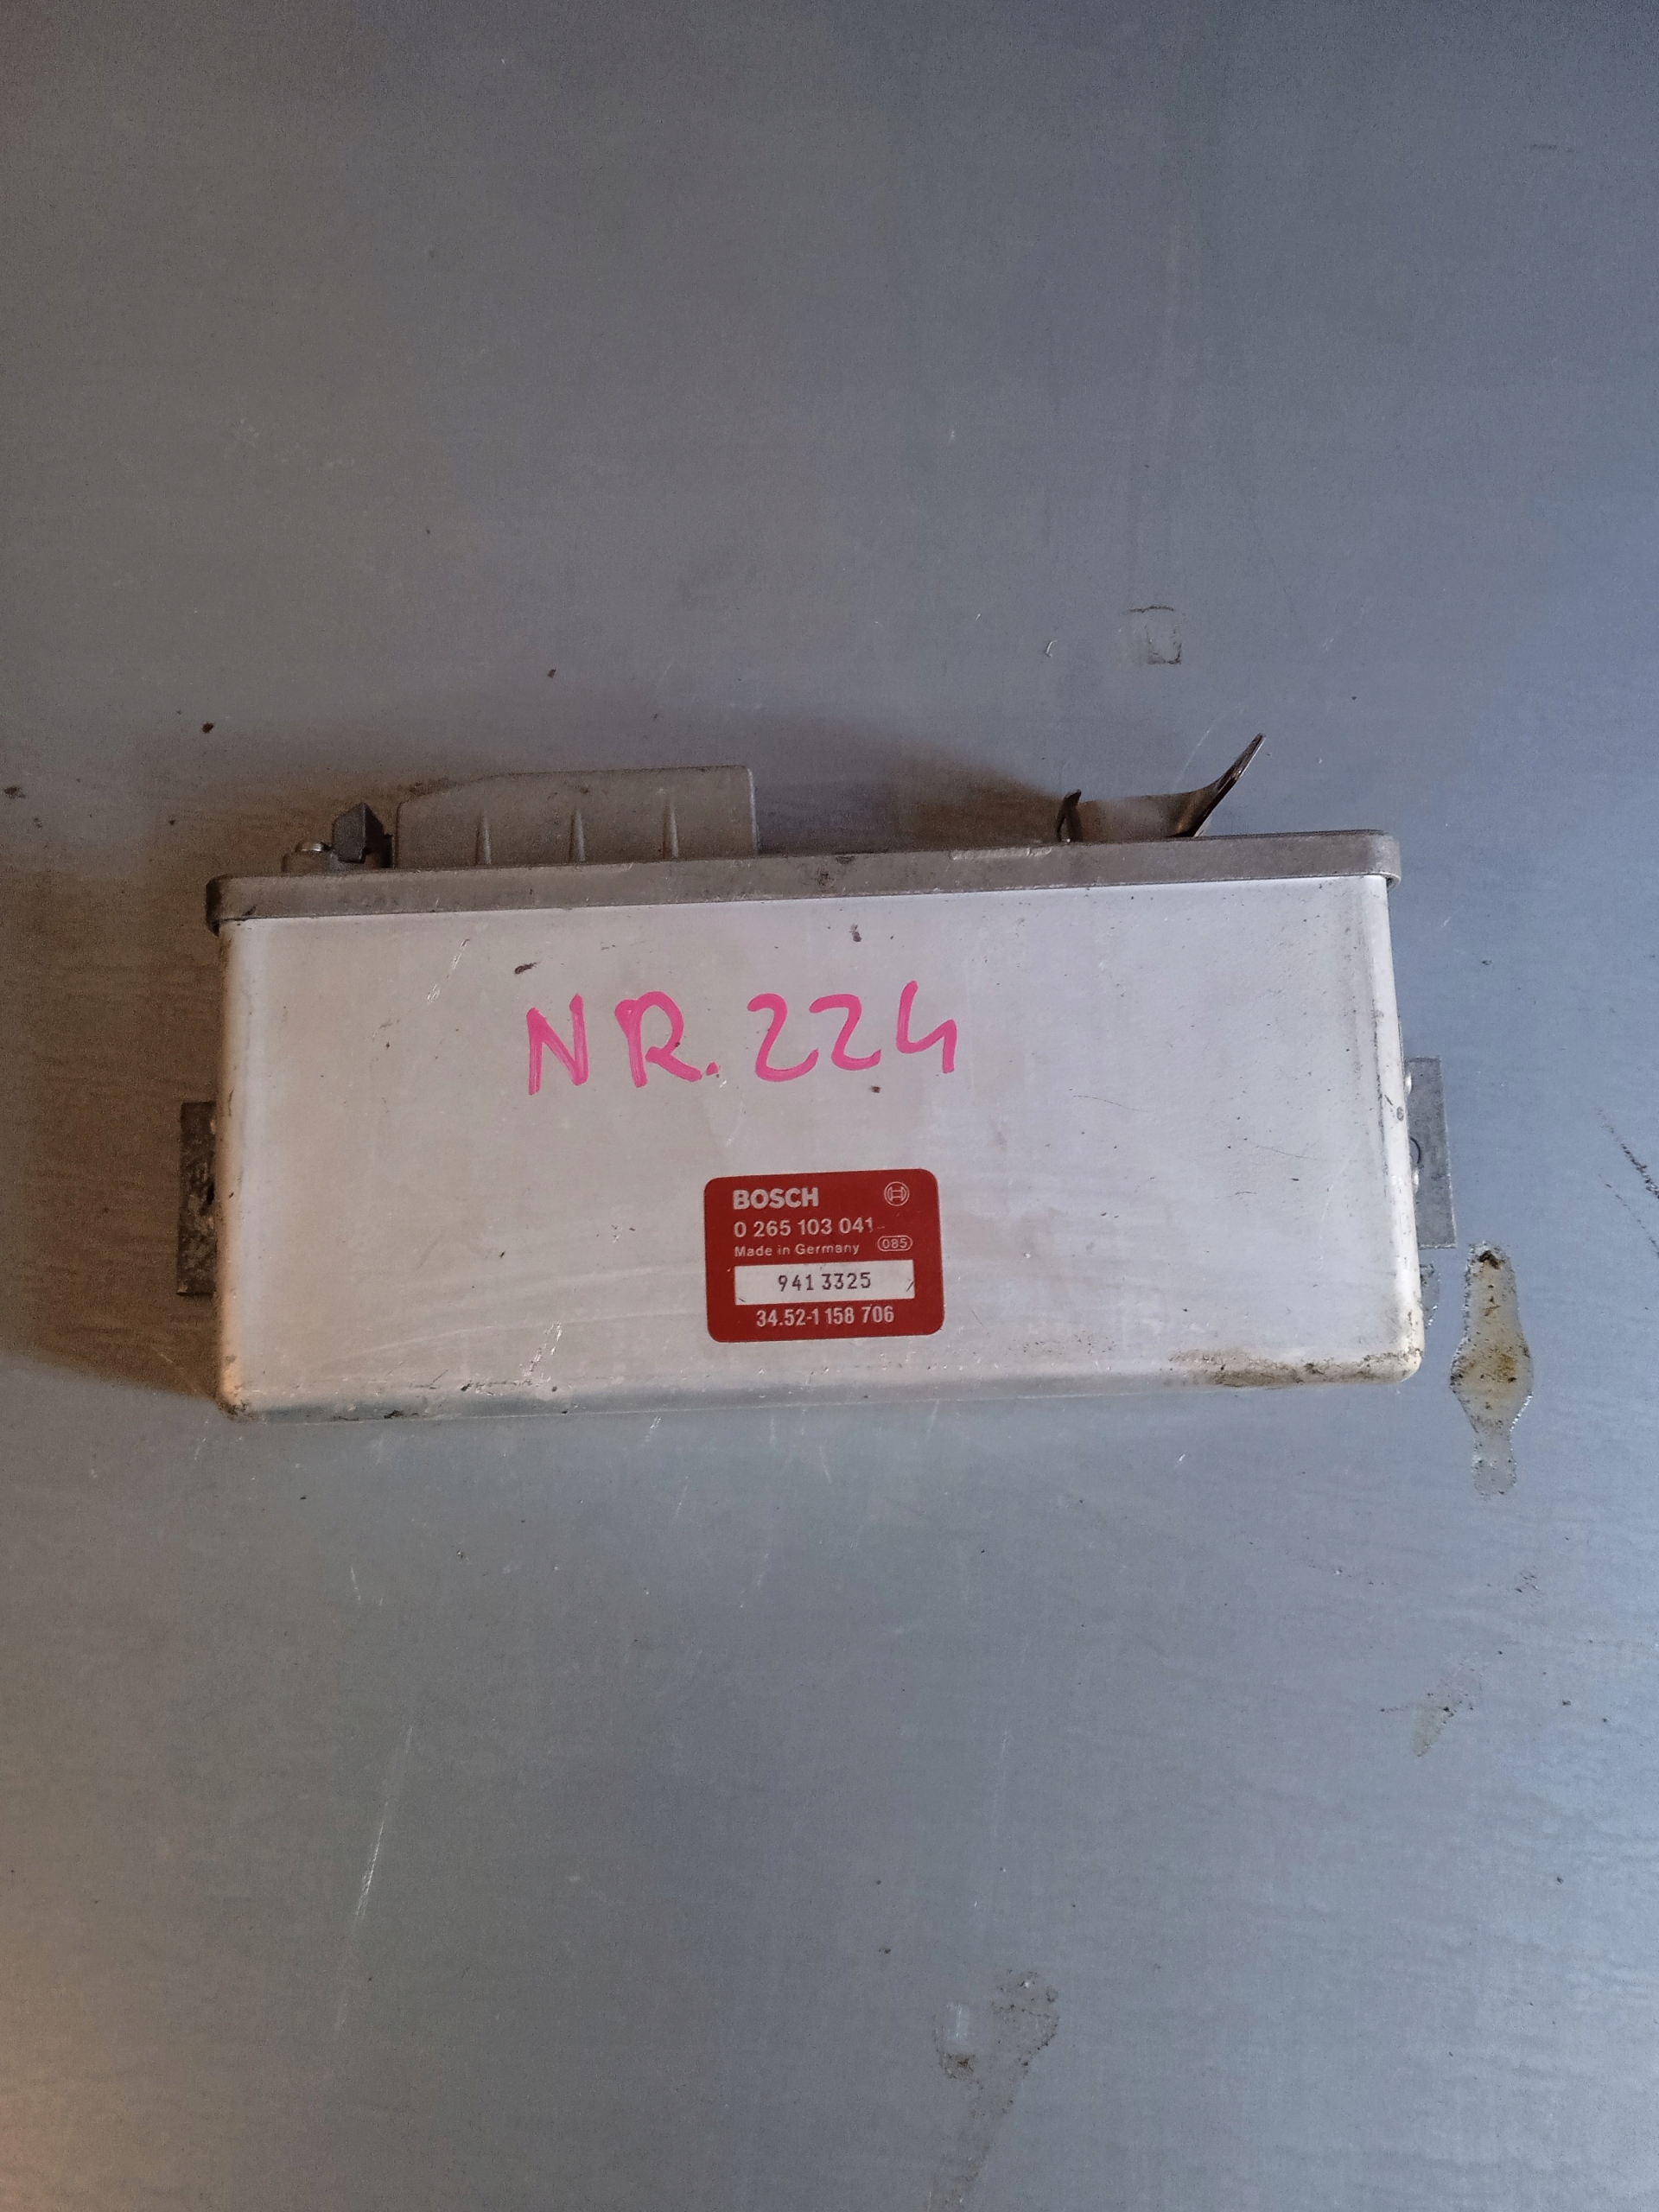 NR.224
BOSCH
0 265 103 041
Made in Germany 085
941 3325
34.52-1 158 706